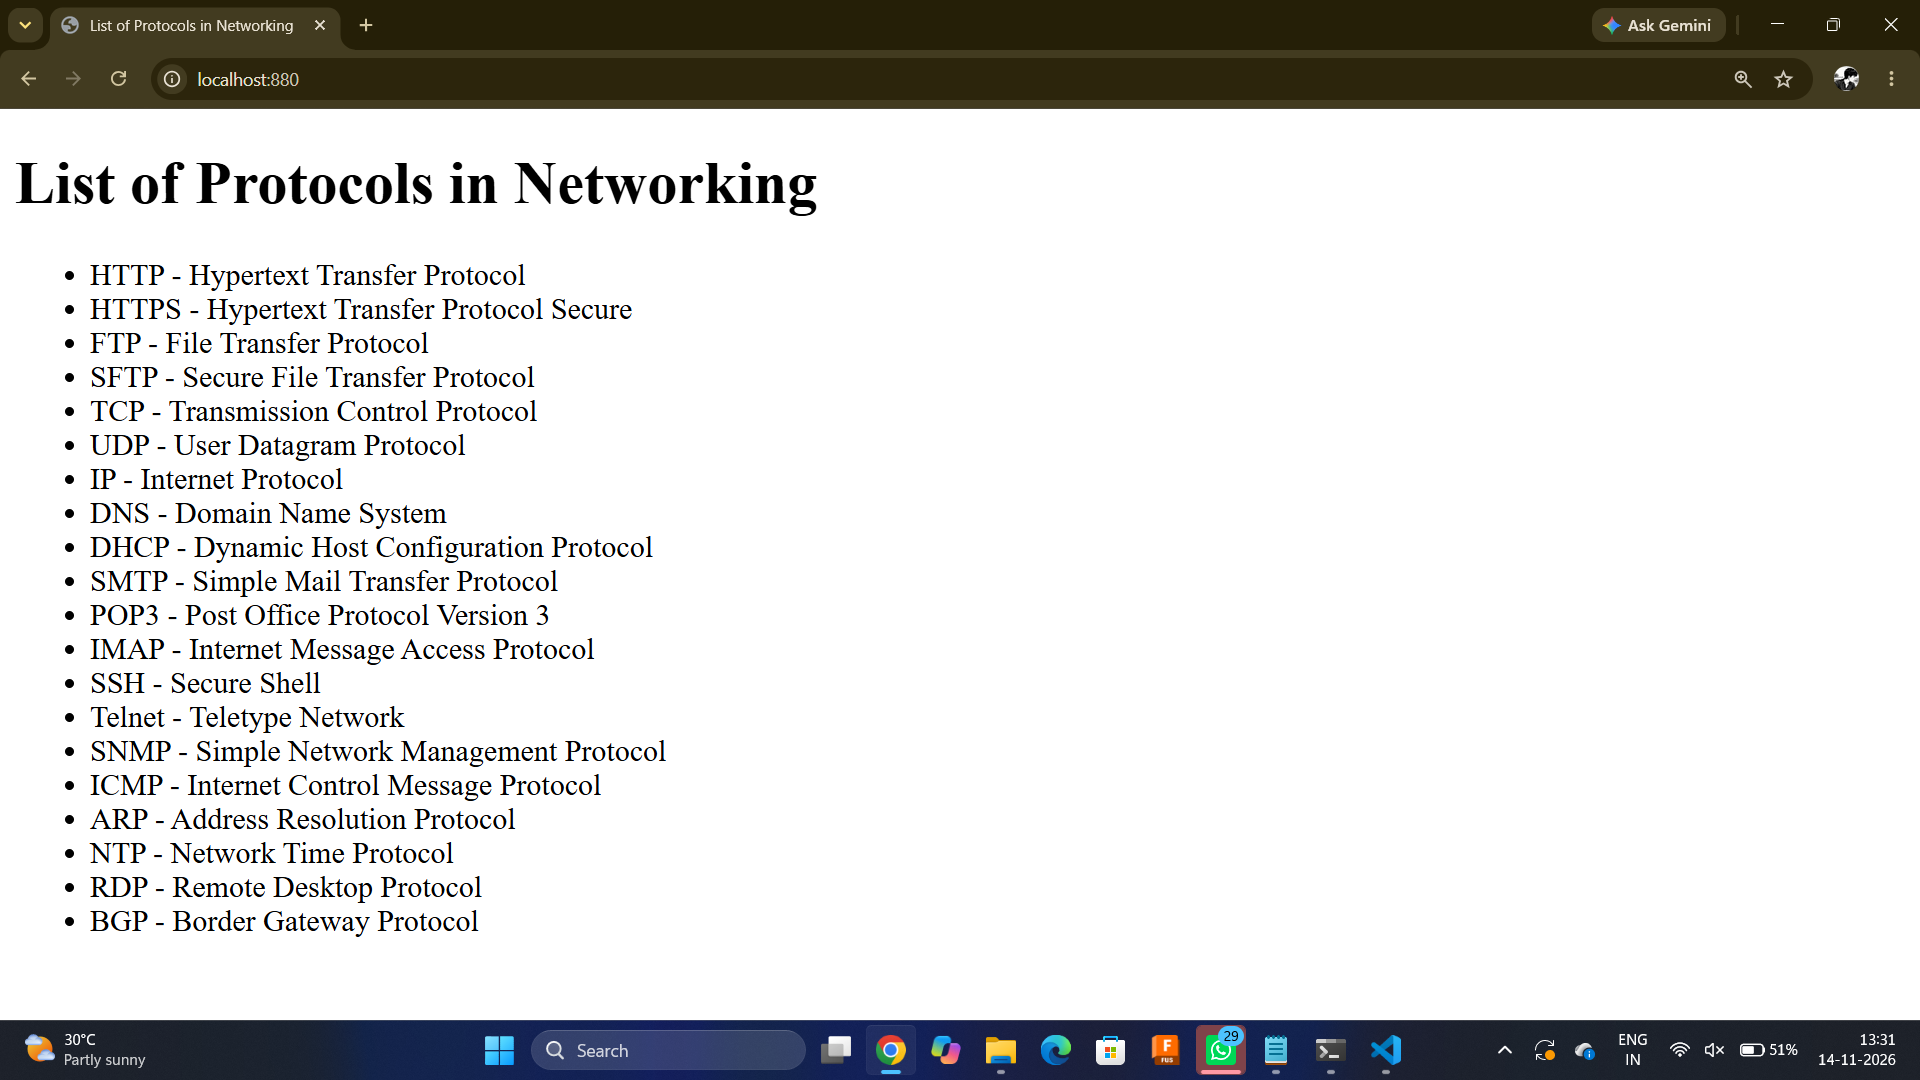 List of Protocols in Networking
Ask Gemini
localhost:880
List of Protocols in Networking
HTTP - Hypertext Transfer Protocol
HTTPS - Hypertext Transfer Protocol Secure
FTP - File Transfer Protocol
SFTP - Secure File Transfer Protocol
TCP - Transmission Control Protocol
UDP - User Datagram Protocol
IP - Internet Protocol
DNS - Domain Name System
DHCP - Dynamic Host Configuration Protocol
SMTP - Simple Mail Transfer Protocol
POP3 - Post Office Protocol Version 3
IMAP - Internet Message Access Protocol
SSH - Secure Shell
Telnet - Teletype Network
SNMP - Simple Network Management Protocol
ICMP - Internet Control Message Protocol
ARP - Address Resolution Protocol
NTP - Network Time Protocol
RDP - Remote Desktop Protocol
BGP - Border Gateway Protocol
30°C
Partly sunny
Search
F
FUS
29
ENG
IN
51%
13:31
14-11-2026